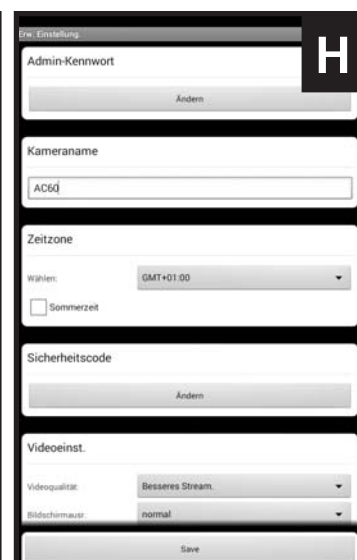 Erw. Einstellung.
H
Admin-Kennwort
Ändern
Kameraname
AC60
Zeitzone
Wählen: GMT+01:00
Sommerzeit
Sicherheitscode
Ändern
Videoeinst.
Videoqualität: Besseres Stream.
Bildschirmausr. normal
Save